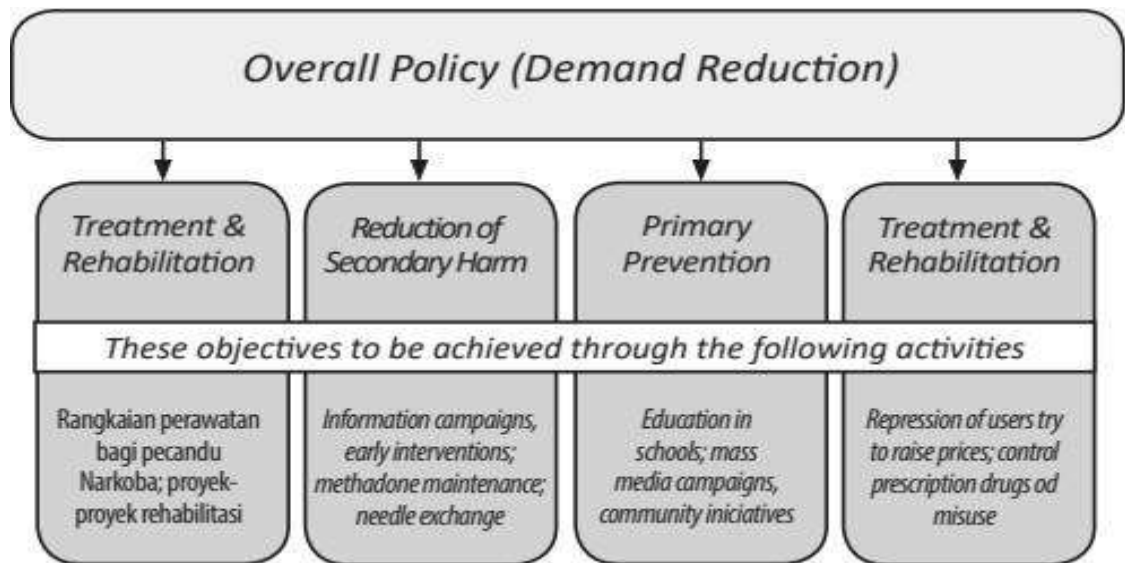 Overall Policy (Demand Reduction)
Treatment &
Rehabilitation
Reduction of
Secondary Harm
Primary
Prevention
Treatment &
Rehabilitation
These objectives to be achieved through the following activities
Rangkaian perawatan
bagi pecandu
Narkoba; proyek-
proyek rehabilitasi
Information campaigns,
early interventions;
methadone maintenance;
needle exchange
Education in
schools; mass
media campaigns,
community iniciatives
Repression of users try
to raise prices; control
prescription drugs od
misuse